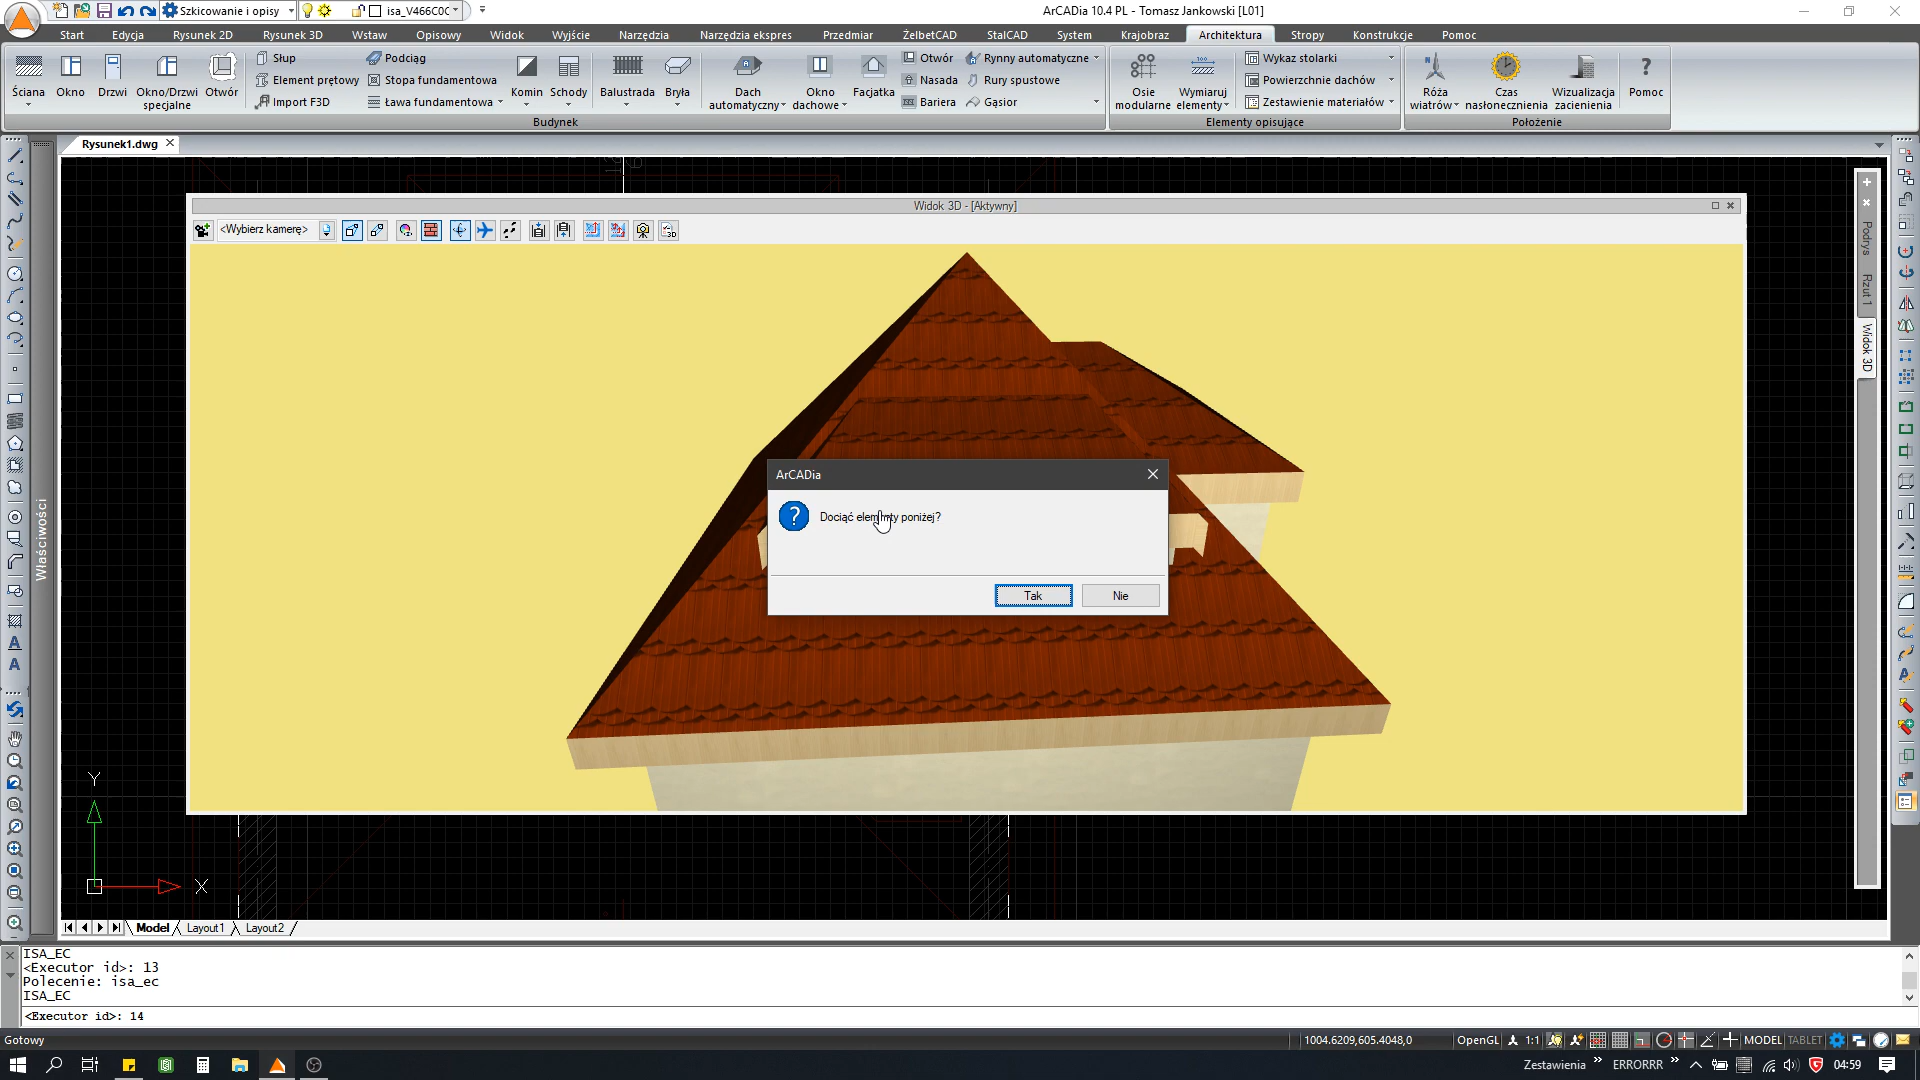 Szkicowanie i opisy
isa_V466C0C
ArCADia 10.4 PL - Tomasz Jankowski [L01]
Start Edycja Rysunek 2D Rysunek 3D Wstaw Opisowy Widok Wyjście Narzędzia Narzędzia ekspres Przedmiar ŻelbetCAD StalCAD System Krajobraz Architektura Stropy Konstrukcje Pomoc
Ściana
Okno
Drzwi
Okno/Drzwi specjalne
Otwór
Słup
Element prętowy
Import F3D
Podciąg
Stopa fundamentowa
Ława fundamentowa
Komin
Schody
Balustrada
Bryła
Dach automatyczny
Okno dachowe
Facjatka
Otwór
Nasada
Bariera
Rynny automatyczne
Rury spustowe
Gąsior
Osie modularne
Wymiaruj elementy
Wykaz stolarki
Powierzchnie dachów
Zestawienie materiałów
Róża wiatrów
Czas nasłonecznienia
Wizualizacja zacienienia
Pomoc
Budynek
Elementy opisujące
Położenie
Rysunek1.dwg
Widok 3D - [Aktywny]
<Wybierz kamerę>
Podrys
Rzut 1
Widok 3D
Właściwości
ArCADia
Dociąć elementy poniżej?
Tak
Nie
Y
X
Model Layout1 Layout2
ISA_EC
<Executor id>: 13
Polecenie: isa_ec
ISA_EC
<Executor id>: 14
Gotowy
1004.6209,605.4048,0
OpenGL
1:1
MODEL
TABLET
Zestawienia
ERRORRR
04:59